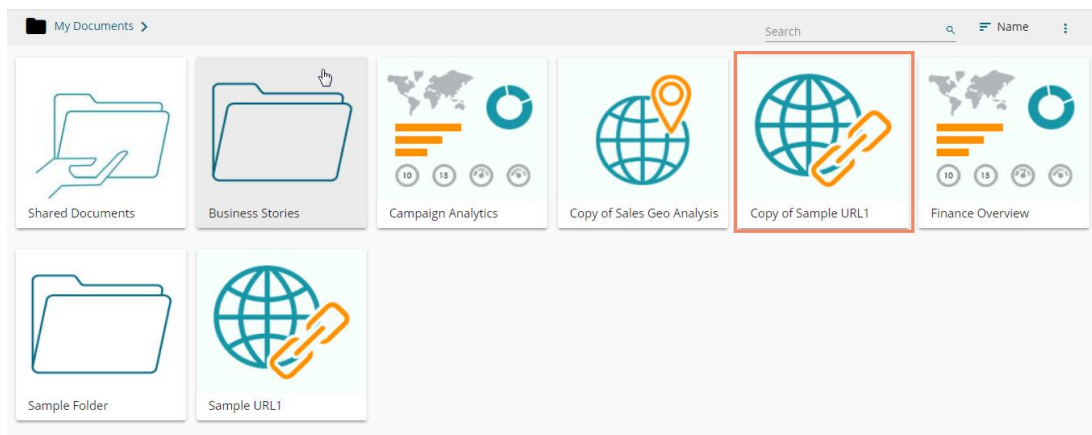 My Documents
Search
Name
10 15
10 15
Shared Documents
Business Stories
Campaign Analytics
Copy of Sales Geo Analysis
Copy of Sample URL1
Finance Overview
Sample Folder
Sample URL1